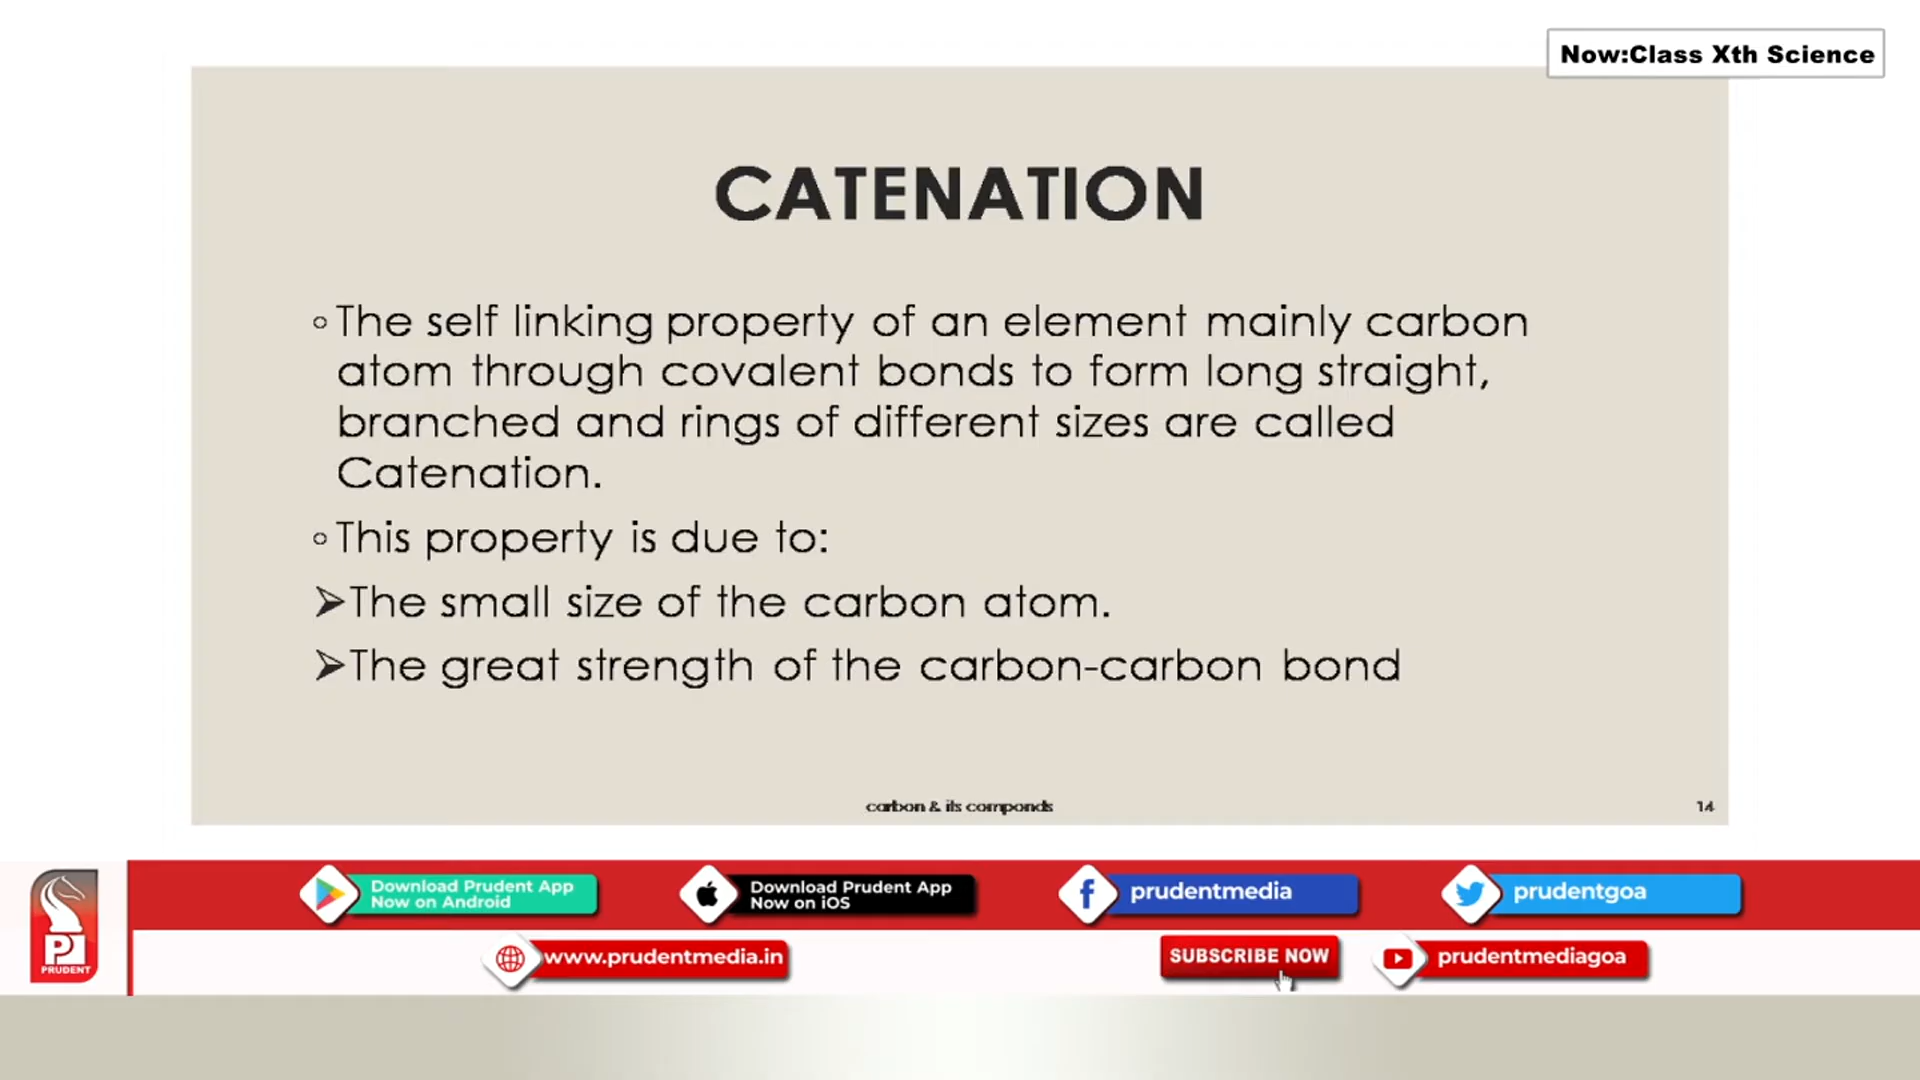 Now:Class Xth Science
CATENATION
◦ The self linking property of an element mainly carbon
atom through covalent bonds to form long straight,
branched and rings of different sizes are called
Catenation.
◦ This property is due to:
➢The small size of the carbon atom.
➢The great strength of the carbon-carbon bond
carbon & its componds
14
Download Prudent App
Now on Android
Download Prudent App
Now on iOS
prudentmedia
prudentgoa
PRUDENT
www.prudentmedia.in
SUBSCRIBE NOW
prudentmediagoa